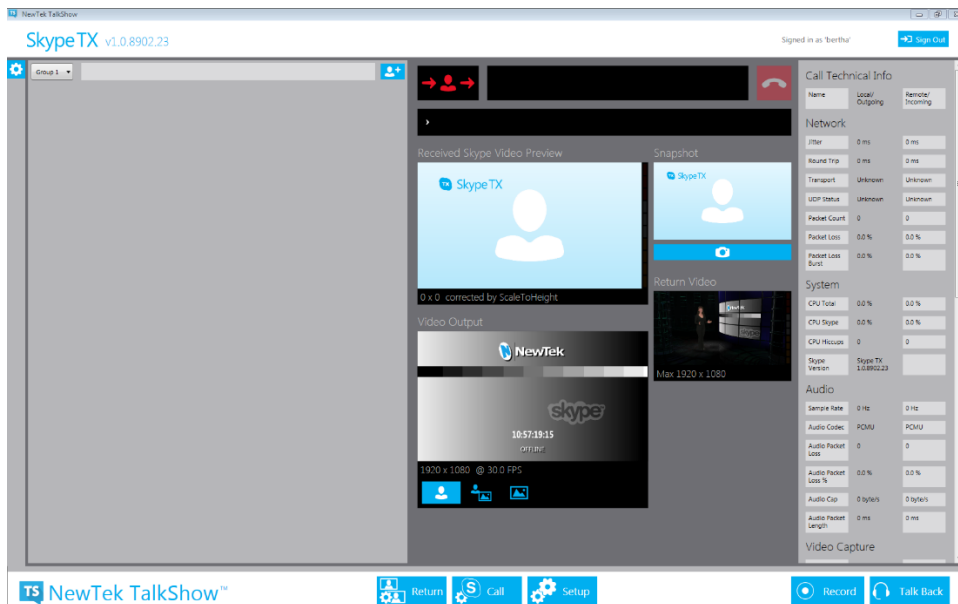 NewTek TalkShow
SkypeTX v1.0.8902.23
Signed in as 'bertha'
Sign Out
Group 1
Received Skype Video Preview
TX SkypeTX
0 x 0 corrected by ScaleToHeight
Video Output
NewTek
skype
10:57:19:15
OFFLINE
1920 x 1080 @ 30.0 FPS
Snapshot
SkypeTX
Return Video
NewTek
Max 1920 x 1080
Call Technical Info
Name Local/ Outgoing Remote/ Incoming
Network
Jitter 0 ms 0 ms
Round Trip 0 ms 0 ms
Transport Unknown Unknown
UDP Status Unknown Unknown
Packet Count 0 0
Packet Loss 0.0 % 0.0 %
Packet Loss Burst 0.0 % 0.0 %
System
CPU Total 0.0 % 0.0 %
CPU Skype 0.0 % 0.0 %
CPU Hiccups 0 0
Skype Version Skype TX 1.0.8902.23
Audio
Sample Rate 0 Hz 0 Hz
Audio Codec PCMU PCMU
Audio Packet Loss 0 0
Audio Packet Loss % 0.0 % 0.0 %
Audio Cap 0 byte/s 0 byte/s
Audio Packet Length 0 ms 0 ms
Video Capture
TS NewTek TalkShow™
Return
S Call
Setup
Record
Talk Back